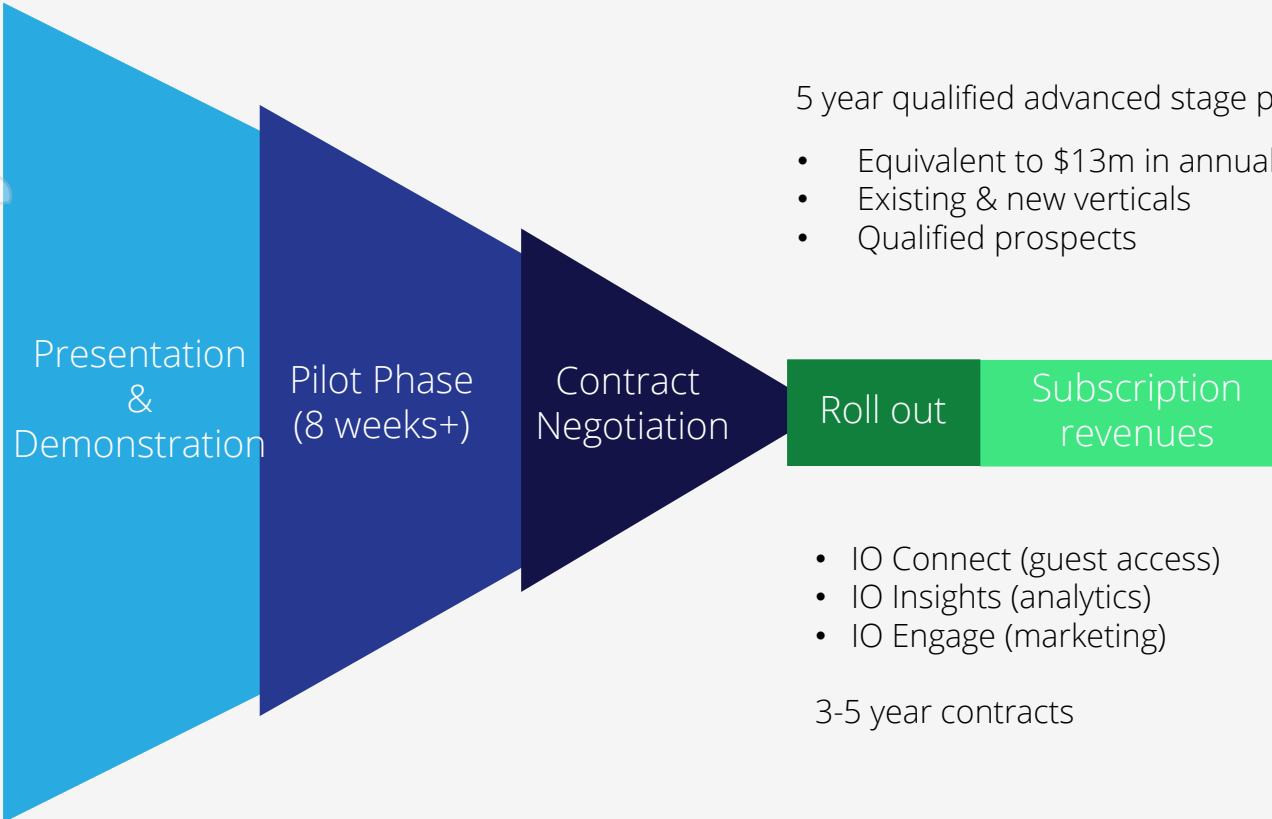 5 year qualified advanced stage
• Equivalent to $13m in annual
• Existing & new verticals
• Qualified prospects
Presentation
&
Demonstration
Pilot Phase
(8 weeks+)
Contract
Negotiation
Roll out
Subscription
revenues
• IO Connect (guest access)
• IO Insights (analytics)
• IO Engage (marketing)
3-5 year contracts